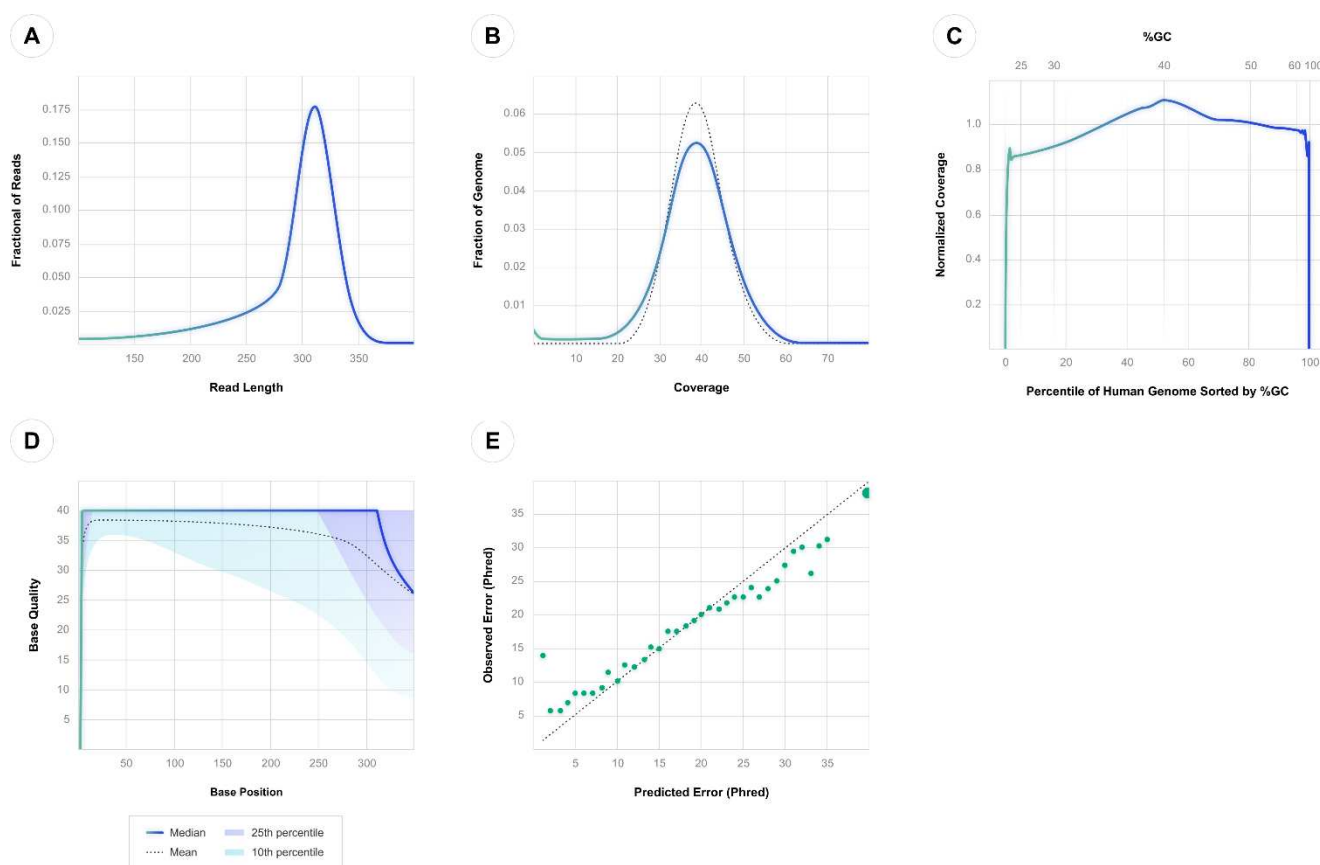 A
0.175
0.150
0.125
0.100
0.075
0.050
0.025
Fractional of Reads
150 200 250 300 350
Read Length
B
0.06
0.05
0.04
0.03
0.02
0.01
Fraction of Genome
10 20 30 40 50 60 70
Coverage
C
%GC
25 30 40 50 60 100
1.0
0.8
0.6
0.4
0.2
Normalized Coverage
0 20 40 60 80 100
Percentile of Human Genome Sorted by %GC
D
40
35
30
25
20
15
10
5
Base Quality
50 100 150 200 250 300
Base Position
Median 25th percentile
Mean 10th percentile
E
35
30
25
20
15
10
5
Observed Error (Phred)
5 10 15 20 25 30 35
Predicted Error (Phred)